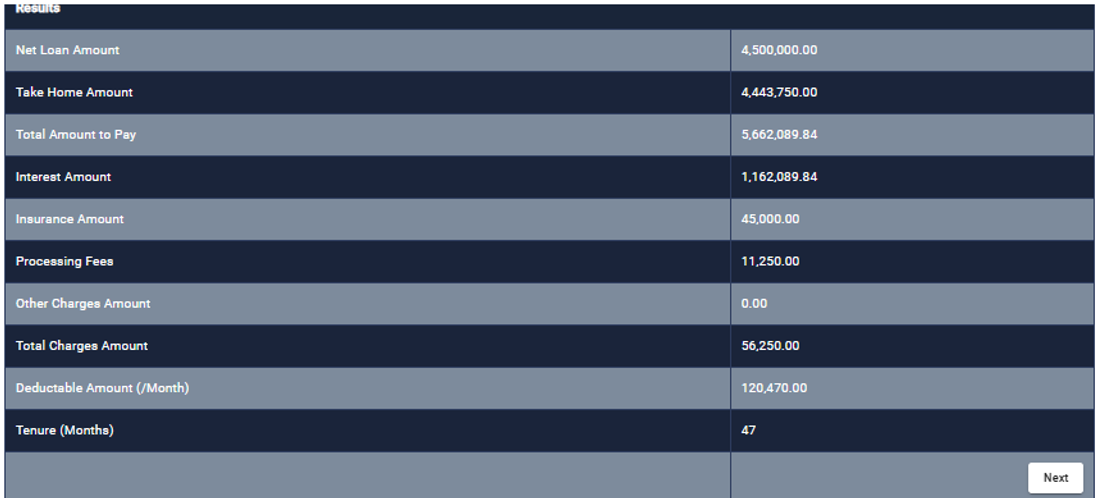 Results
Net Loan Amount 4,500,000.00
Take Home Amount 4,443,750.00
Total Amount to Pay 5,662,089.84
Interest Amount 1,162,089.84
Insurance Amount 45,000.00
Processing Fees 11,250.00
Other Charges Amount 0.00
Total Charges Amount 56,250.00
Deductable Amount (/Month) 120,470.00
Tenure (Months) 47
Next